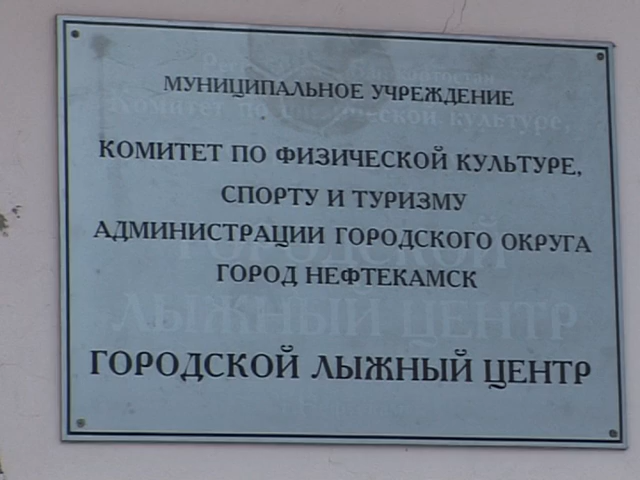 МУНИЦИПАЛЬНОЕ УЧРЕЖДЕНИЕ
КОМИТЕТ ПО ФИЗИЧЕСКОЙ КУЛЬТУРЕ,
СПОРТУ И ТУРИЗМУ
АДМИНИСТРАЦИИ ГОРОДСКОГО ОКРУГА
ГОРОД НЕФТЕКАМСК
ГОРОДСКОЙ ЛЫЖНЫЙ ЦЕНТР